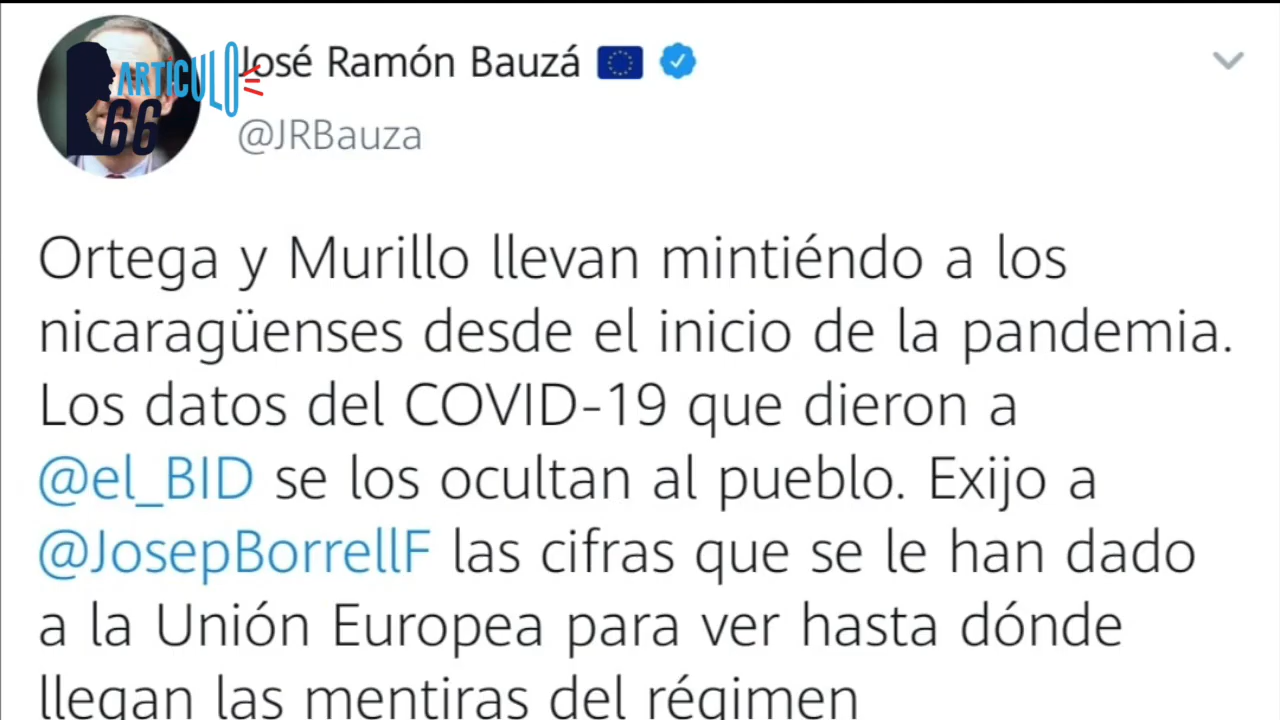 ARTICULO
66
José Ramón Bauzá
@JRBauza
Ortega y Murillo llevan mintiéndo a los
nicaragüenses desde el inicio de la pandemia.
Los datos del COVID-19 que dieron a
@el_BID se los ocultan al pueblo. Exijo a
@JosepBorrellF las cifras que se le han dado
a la Unión Europea para ver hasta dónde
llegan las mentiras del régimen